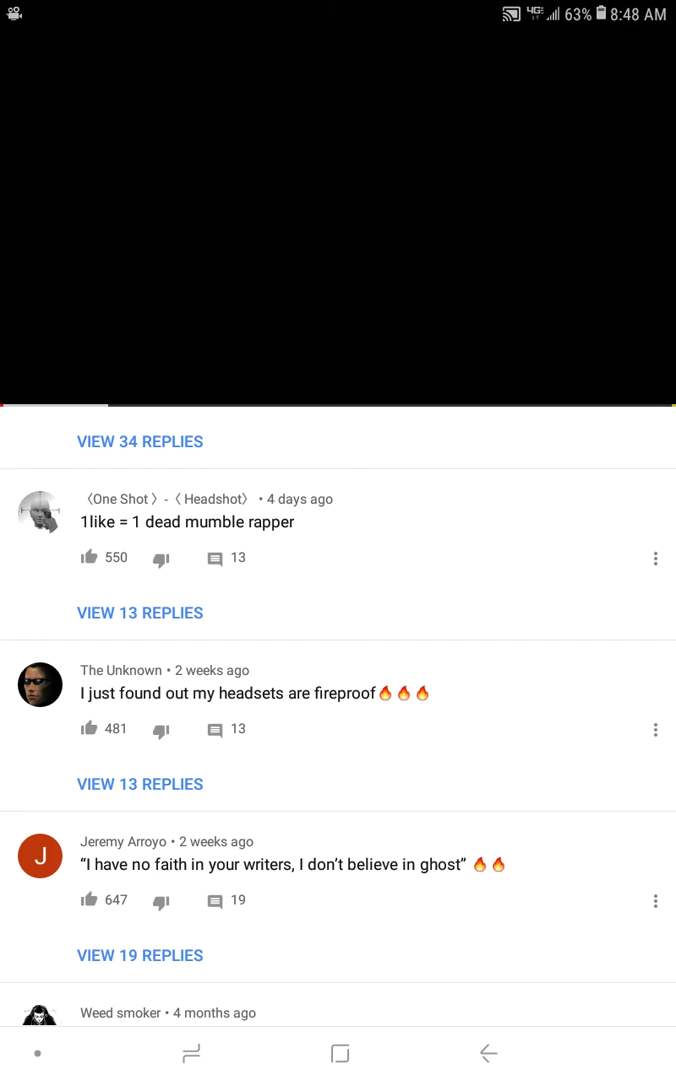 4GE 63% 8:48 AM
VIEW 34 REPLIES
〈One Shot 〉 - 〈 Headshot〉 • 4 days ago
1like = 1 dead mumble rapper
550 13
VIEW 13 REPLIES
The Unknown • 2 weeks ago
I just found out my headsets are fireproof🔥🔥🔥
481 13
VIEW 13 REPLIES
J
Jeremy Arroyo • 2 weeks ago
“I have no faith in your writers, I don’t believe in ghost” 🔥🔥
647 19
VIEW 19 REPLIES
Weed smoker • 4 months ago